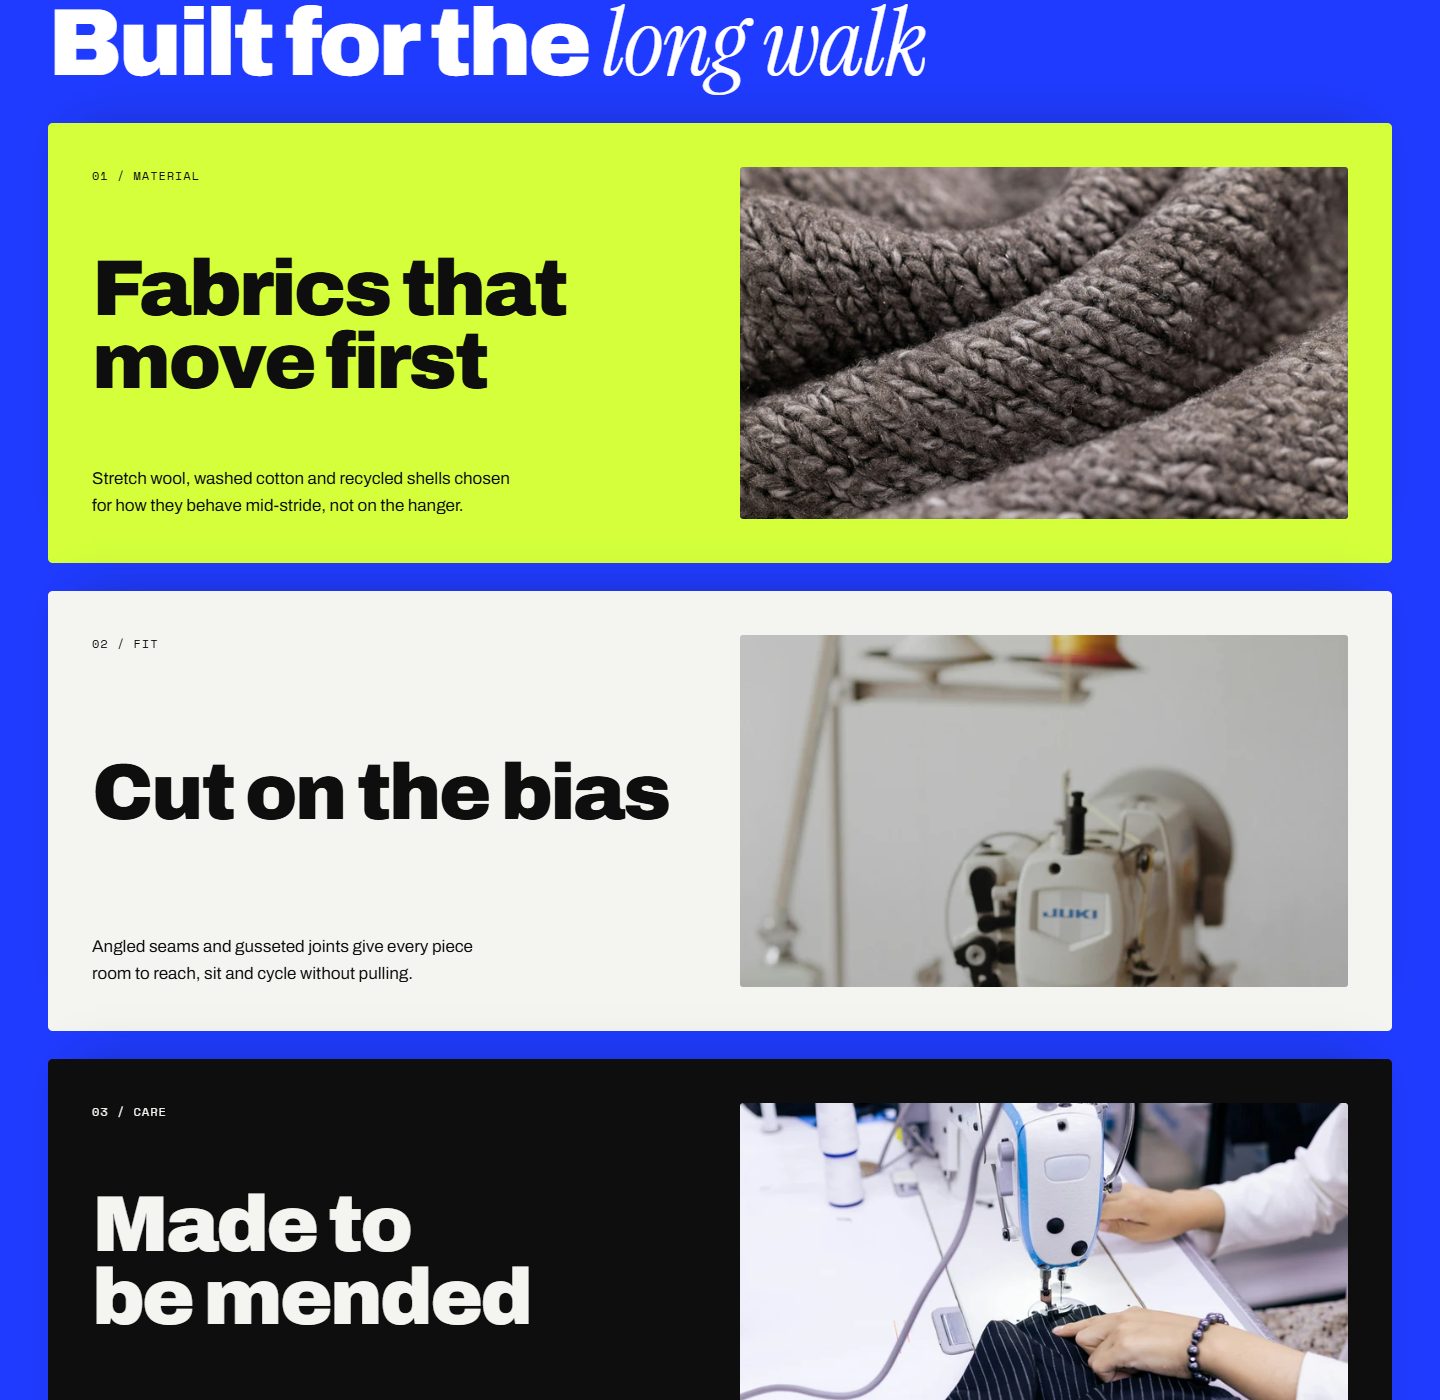 Built for the long walk
01 / MATERIAL
Fabrics that
move first
Stretch wool, washed cotton and recycled shells chosen
for how they behave mid-stride, not on the hanger.
02 / FIT
Cut on the bias
JUKI
Angled seams and gusseted joints give every piece
room to reach, sit and cycle without pulling.
03 / CARE
Made to
be mended